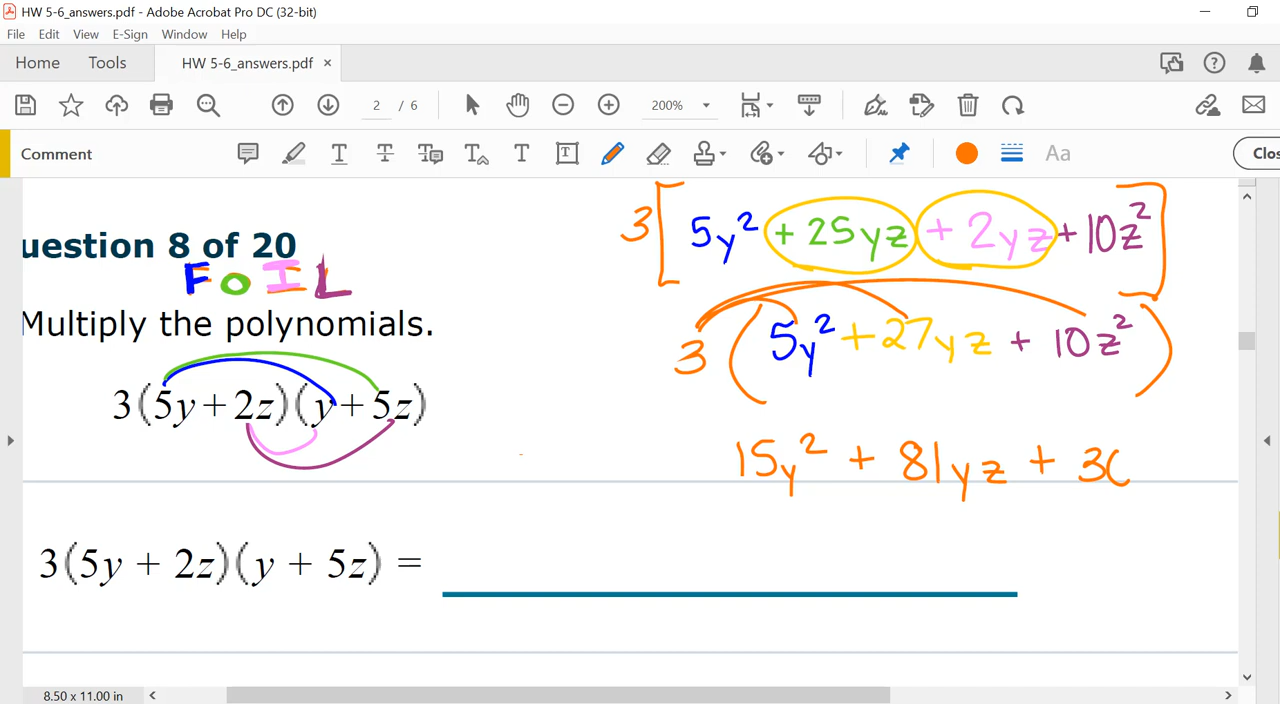 HW 5-6_answers.pdf - Adobe Acrobat Pro DC (32-bit)
File Edit View E-Sign Window Help
Home Tools HW 5-6_answers.pdf ×
2 / 6 200%
Comment T T T T T Aa Clos
3[5y² + 25yz + 2yz + 10z²]
uestion 8 of 20
FOIL
Multiply the polynomials.
3(5y² + 27yz + 10z²)
3(5y + 2z)(y + 5z)
15y² + 81yz + 30
3(5y + 2z)(y + 5z) =
8.50 x 11.00 in